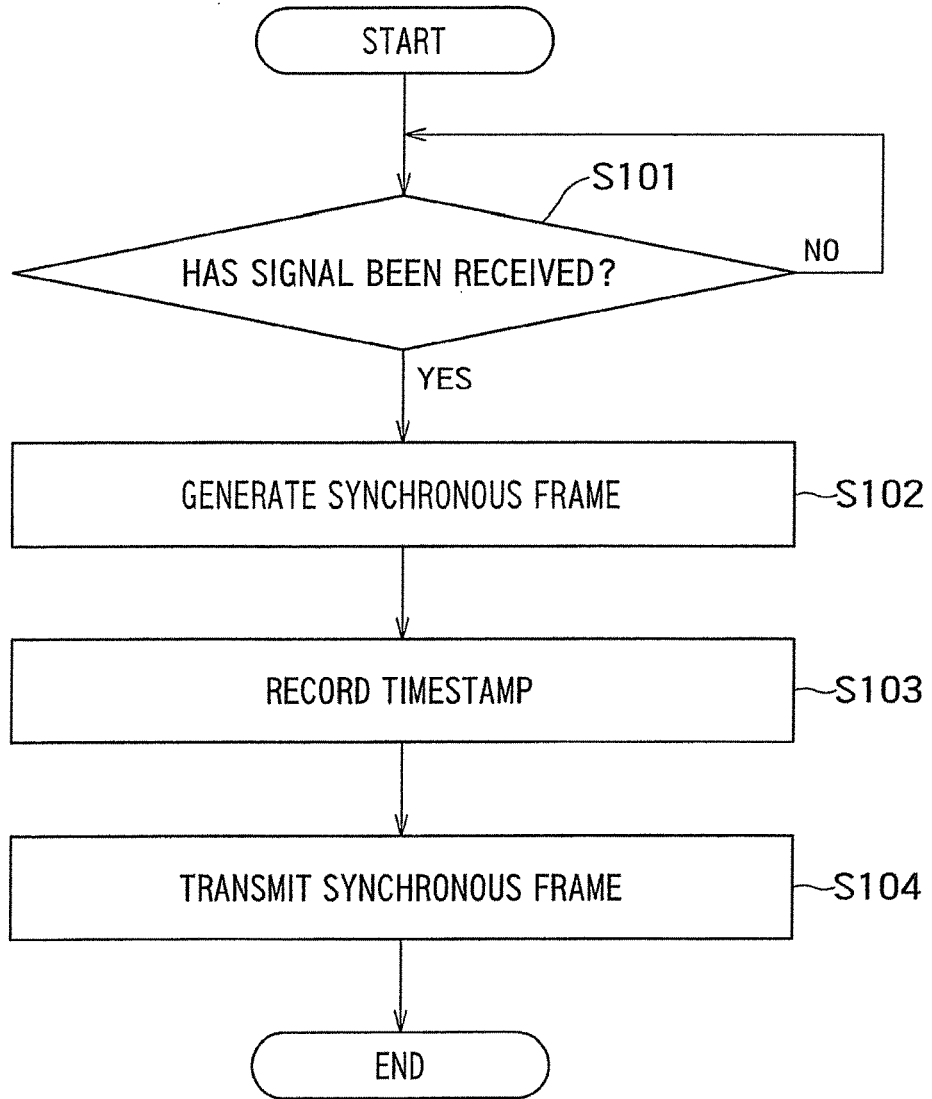 START
S101
HAS SIGNAL BEEN RECEIVED?
NO
YES
GENERATE SYNCHRONOUS FRAME
S102
RECORD TIMESTAMP
S103
TRANSMIT SYNCHRONOUS FRAME
S104
END